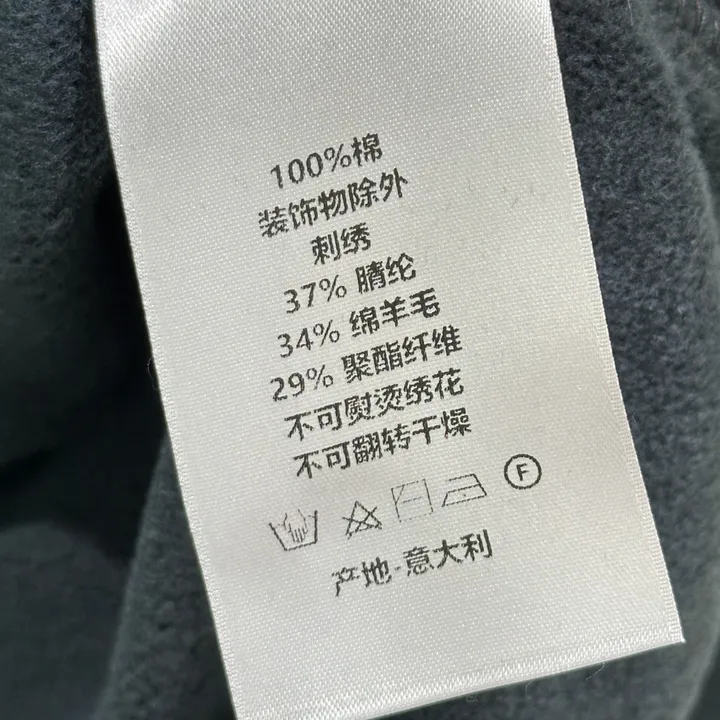 100%棉
装饰物除外
刺绣
37% 腈纶
34% 绵羊毛
29% 聚酯纤维
不可熨烫绣花
不可翻转干燥
F
产地-意大利